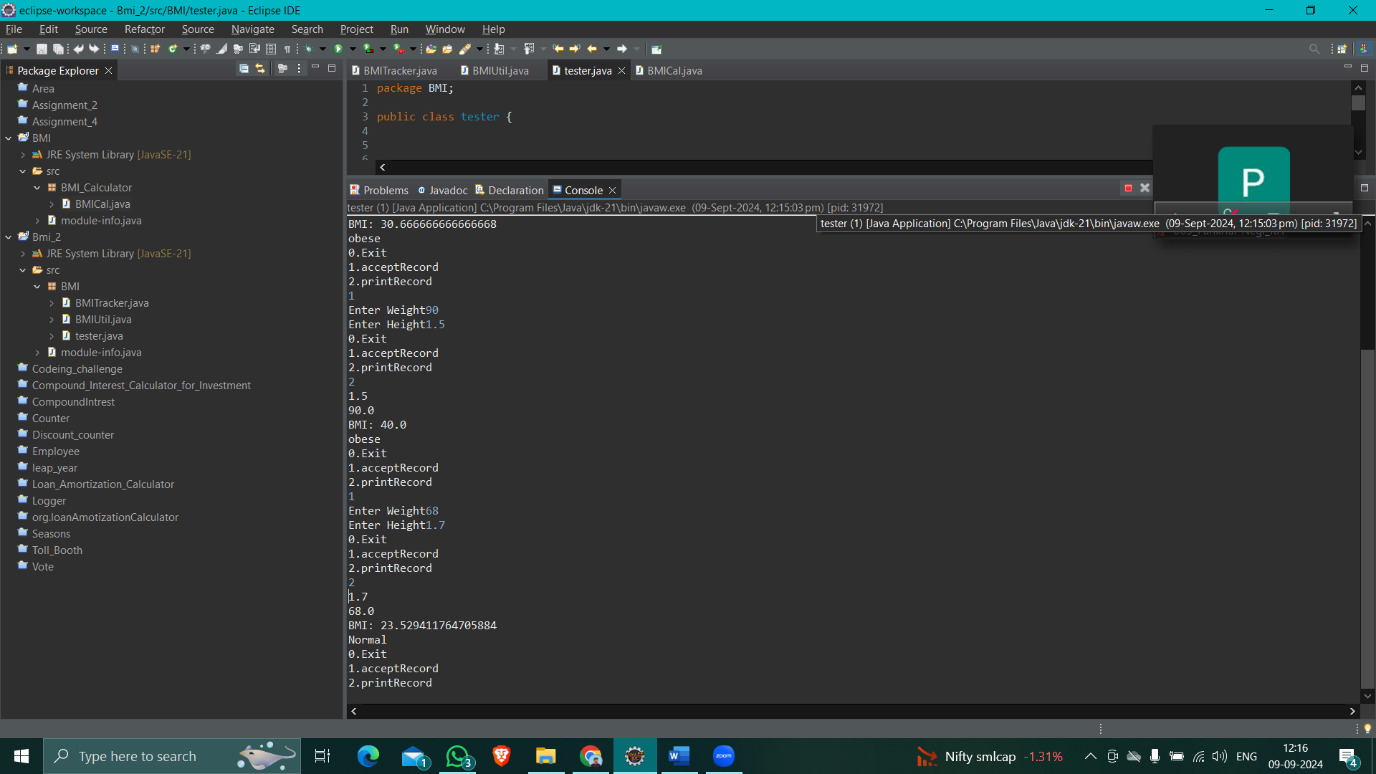 eclipse-workspace - Bmi_2/src/BMI/tester.java - Eclipse IDE
File Edit Source Refactor Source Navigate Search Project Run Window Help
Package Explorer
Area
Assignment_2
Assignment_4
BMI
JRE System Library [JavaSE-21]
src
BMI_Calculator
BMICal.java
module-info.java
Bmi_2
JRE System Library [JavaSE-21]
src
BMI
BMITracker.java
BMIUtil.java
tester.java
module-info.java
Codeing_challenge
Compound_Interest_Calculator_for_Investment
CompoundIntrest
Counter
Discount_counter
Employee
leap_year
Loan_Amortization_Calculator
Logger
org.loanAmotizationCalculator
Seasons
Toll_Booth
Vote
BMITracker.java BMIUtil.java tester.java BMICal.java
1 package BMI;
2
3 public class tester {
4
5
6
P
Problems Javadoc Declaration Console
tester (1) [Java Application] C:\Program Files\Java\jdk-21\bin\javaw.exe (09-Sept-2024, 12:15:03 pm) [pid: 31972]
tester (1) [Java Application] C:\Program Files\Java\jdk-21\bin\javaw.exe (09-Sept-2024, 12:15:03 pm) [pid: 31972]
BMI: 30.666666666666668
obese
0.Exit
1.acceptRecord
2.printRecord
1
Enter Weight90
Enter Height1.5
0.Exit
1.acceptRecord
2.printRecord
2
1.5
90.0
BMI: 40.0
obese
0.Exit
1.acceptRecord
2.printRecord
1
Enter Weight68
Enter Height1.7
0.Exit
1.acceptRecord
2.printRecord
2
1.7
68.0
BMI: 23.529411764705884
Normal
0.Exit
1.acceptRecord
2.printRecord
Type here to search
1
3
zoom
Nifty smlcap -1.31%
ENG
12:16
09-09-2024
4